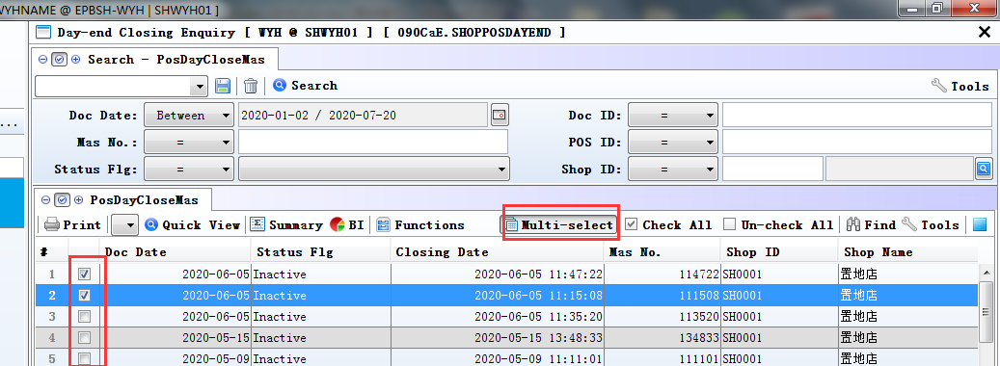 VYHNAME @ EPBSH-WYH | SHWYH01 ]
Day-end Closing Enquiry [ WYH @ SHWYH01 ] [ 090CaE.SHOPPOSDAYEND ]
Search - PosDayCloseMas
Search Tools
Doc Date: Between 2020-01-02 / 2020-07-20 Doc ID: =
Mas No.: = POS ID: =
...
Status Flg: = Shop ID: =
PosDayCloseMas
Print Quick View Summary BI Functions Multi-select Check All Un-check All Find Tools
# Doc Date Status Flg Closing Date Mas No. Shop ID Shop Name
1 2020-06-05 Inactive 2020-06-05 11:47:22 114722 SH0001 置地店
2 2020-06-05 Inactive 2020-06-05 11:15:08 111508 SH0001 置地店
3 2020-06-05 Inactive 2020-06-05 11:35:20 113520 SH0001 置地店
4 2020-05-15 Inactive 2020-05-15 13:48:33 134833 SH0001 置地店
5 2020-05-09 Inactive 2020-05-09 11:11:01 111101 SH0001 置地店